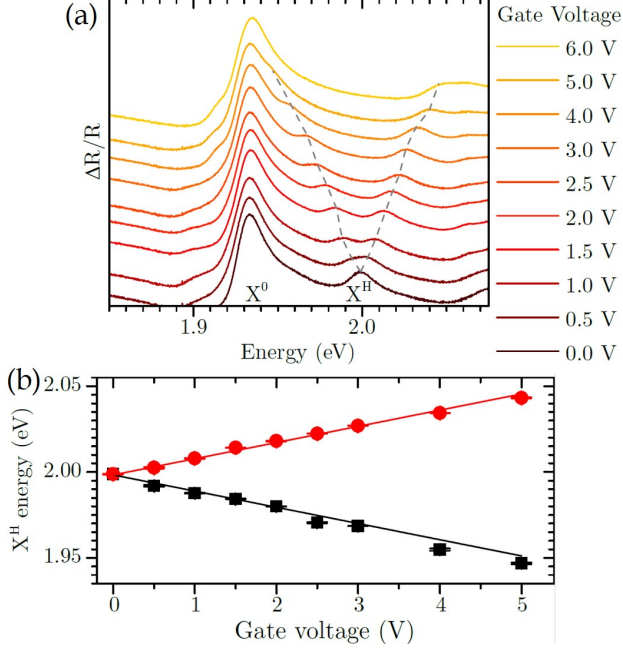 (a)
Gate Voltage
6.0 V
5.0 V
4.0 V
3.0 V
2.5 V
2.0 V
1.5 V
1.0 V
0.5 V
0.0 V
ΔR/R
X⁰
Xᴴ
1.9
2.0
Energy (eV)
(b)
2.05
2.00
1.95
Xᴴ energy (eV)
0 1 2 3 4 5
Gate voltage (V)